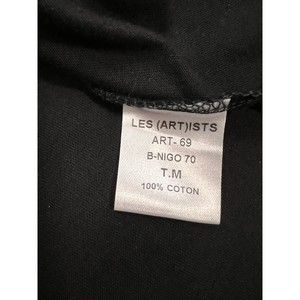 LES (ART)ISTS
ART- 69
B-NIGO 70
T.M
100% COTON